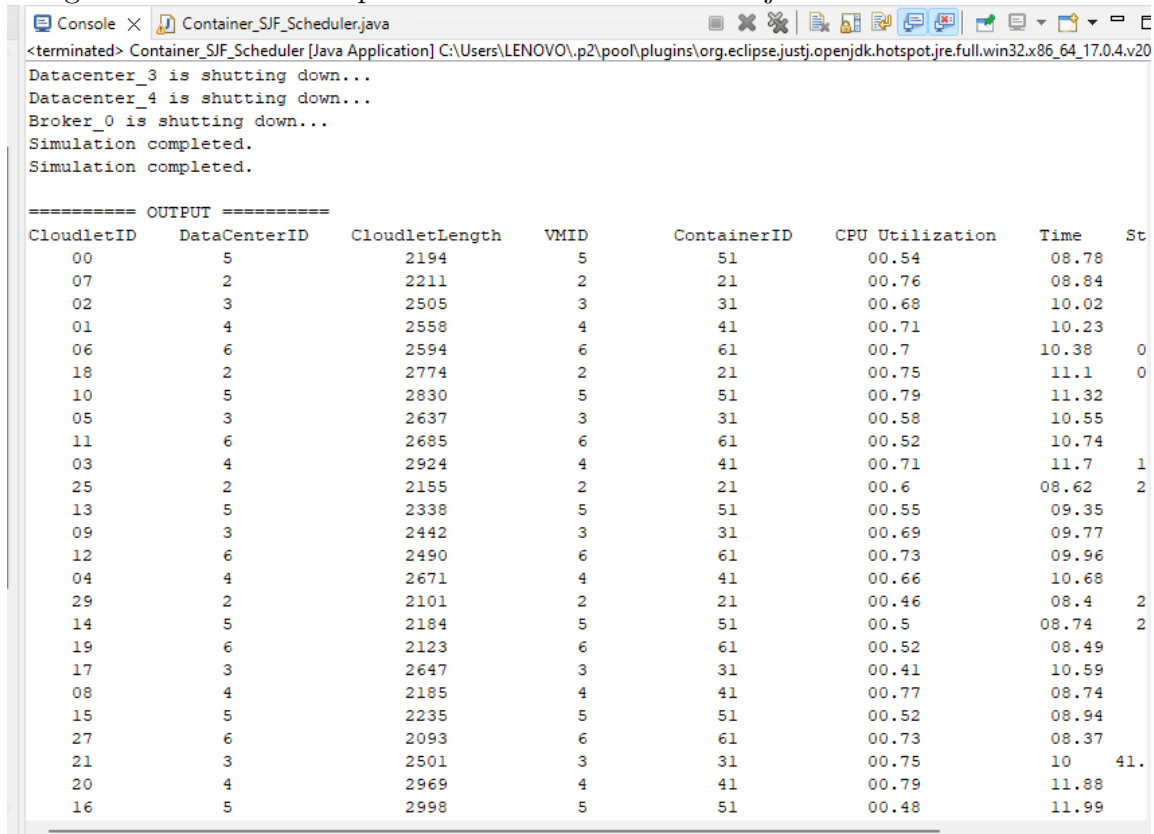 Console Container_SJF_Scheduler.java
<terminated> Container_SJF_Scheduler [Java Application] C:\Users\LENOVO\.p2\pool\plugins\org.eclipse.justj.openjdk.hotspot.jre.full.win32.x86_64_17.0.4.v20
Datacenter_3 is shutting down...
Datacenter_4 is shutting down...
Broker_0 is shutting down...
Simulation completed.
Simulation completed.
========== OUTPUT ==========
CloudletID DataCenterID CloudletLength VMID ContainerID CPU Utilization Time St
00 5 2194 5 51 00.54 08.78
07 2 2211 2 21 00.76 08.84
02 3 2505 3 31 00.68 10.02
01 4 2558 4 41 00.71 10.23
06 6 2594 6 61 00.7 10.38 0
18 2 2774 2 21 00.75 11.1 0
10 5 2830 5 51 00.79 11.32
05 3 2637 3 31 00.58 10.55
11 6 2685 6 61 00.52 10.74
03 4 2924 4 41 00.71 11.7 1
25 2 2155 2 21 00.6 08.62 2
13 5 2338 5 51 00.55 09.35
09 3 2442 3 31 00.69 09.77
12 6 2490 6 61 00.73 09.96
04 4 2671 4 41 00.66 10.68
29 2 2101 2 21 00.46 08.4 2
14 5 2184 5 51 00.5 08.74 2
19 6 2123 6 61 00.52 08.49
17 3 2647 3 31 00.41 10.59
08 4 2185 4 41 00.77 08.74
15 5 2235 5 51 00.52 08.94
27 6 2093 6 61 00.73 08.37
21 3 2501 3 31 00.75 10 41.
20 4 2969 4 41 00.79 11.88
16 5 2998 5 51 00.48 11.99